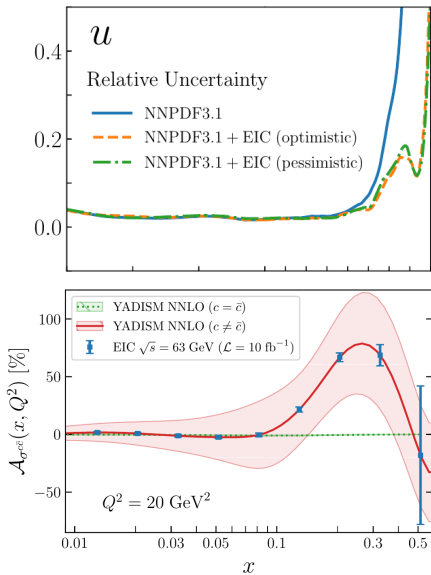 0.4
0.2
0.0
u
Relative Uncertainty
NNPDF3.1
NNPDF3.1 + EIC (optimistic)
NNPDF3.1 + EIC (pessimistic)
100
50
0
−50
𝒜_{σ^{cc̄}}(x, Q²) [%]
YADISM NNLO (c = c̄)
YADISM NNLO (c ≠ c̄)
EIC √s = 63 GeV (ℒ = 10 fb⁻¹)
Q² = 20 GeV²
0.01 0.03 0.05 0.1 0.3 0.5
x